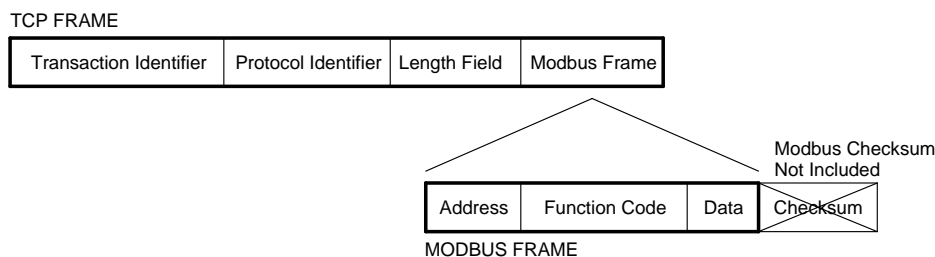 TCP FRAME
Transaction Identifier Protocol Identifier Length Field Modbus Frame
Modbus Checksum
Not Included
Address Function Code Data Checksum
MODBUS FRAME